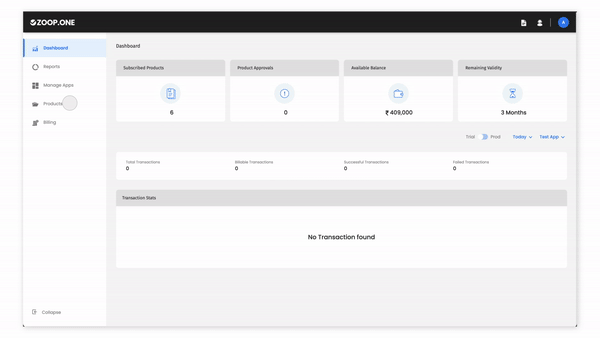 ZOOP.ONE
A
Dashboard
Reports
Manage Apps
Products
Billing
Collapse
Dashboard
Subscribed Products
6
Product Approvals
0
Available Balance
₹ 409,000
Remaining Validity
3 Months
Trial Prod Today Test App
Total Transactions
0
Billable Transactions
0
Successful Transactions
0
Failed Transactions
0
Transaction Stats
No Transaction found